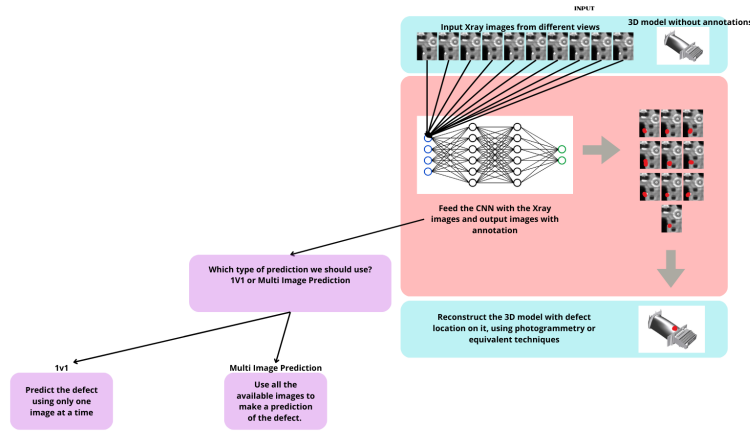 INPUT
Input Xray images from different views
3D model without annotations
Feed the CNN with the Xray
images and output images with
annotation
Which type of prediction we should use?
1V1 or Multi Image Prediction
Reconstruct the 3D model with defect
location on it, using photogrammetry or
equivalent techniques
1v1
Predict the defect
using only one
image at a time
Multi Image Prediction
Use all the
available images to
make a prediction
of the defect.